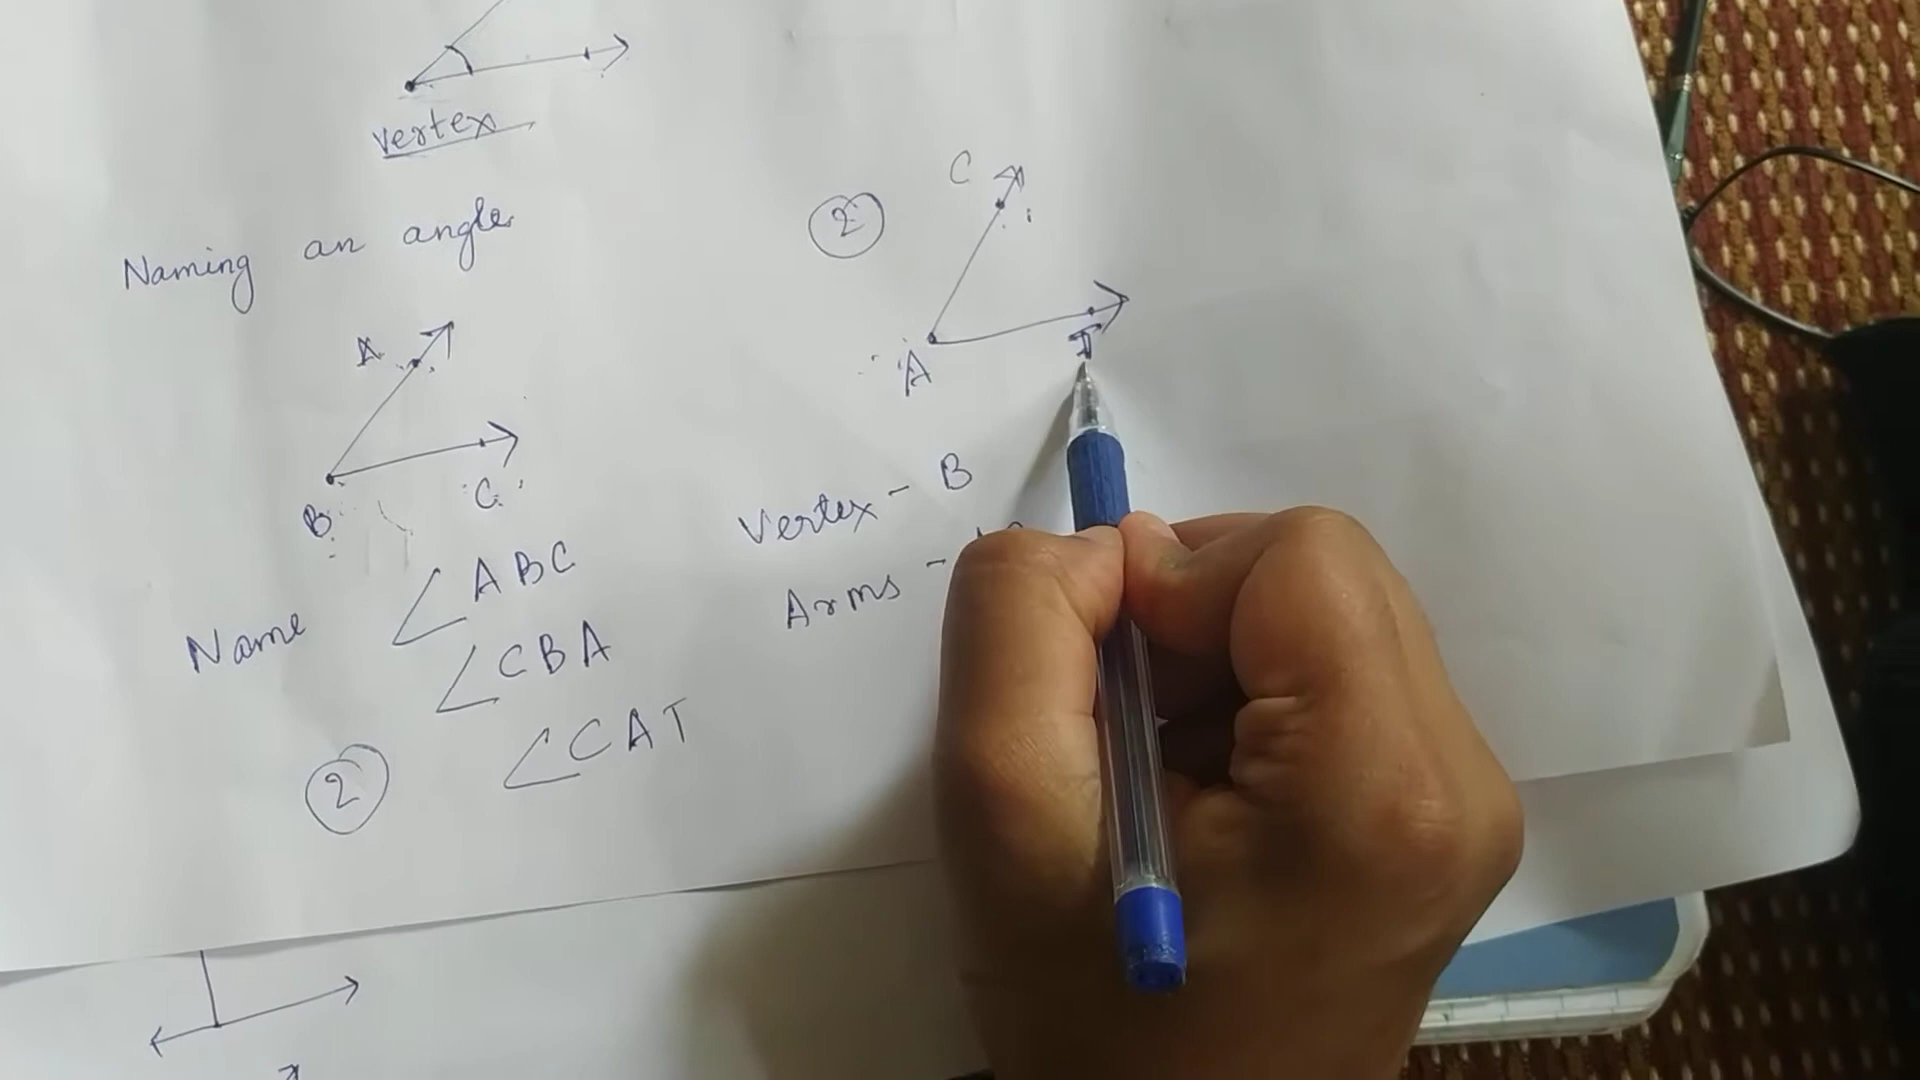 vertex
Naming an angle
A
B
C
Name ∠ABC
∠CBA
2 ∠CAT
2
C
A
T
Vertex - B
Arms -